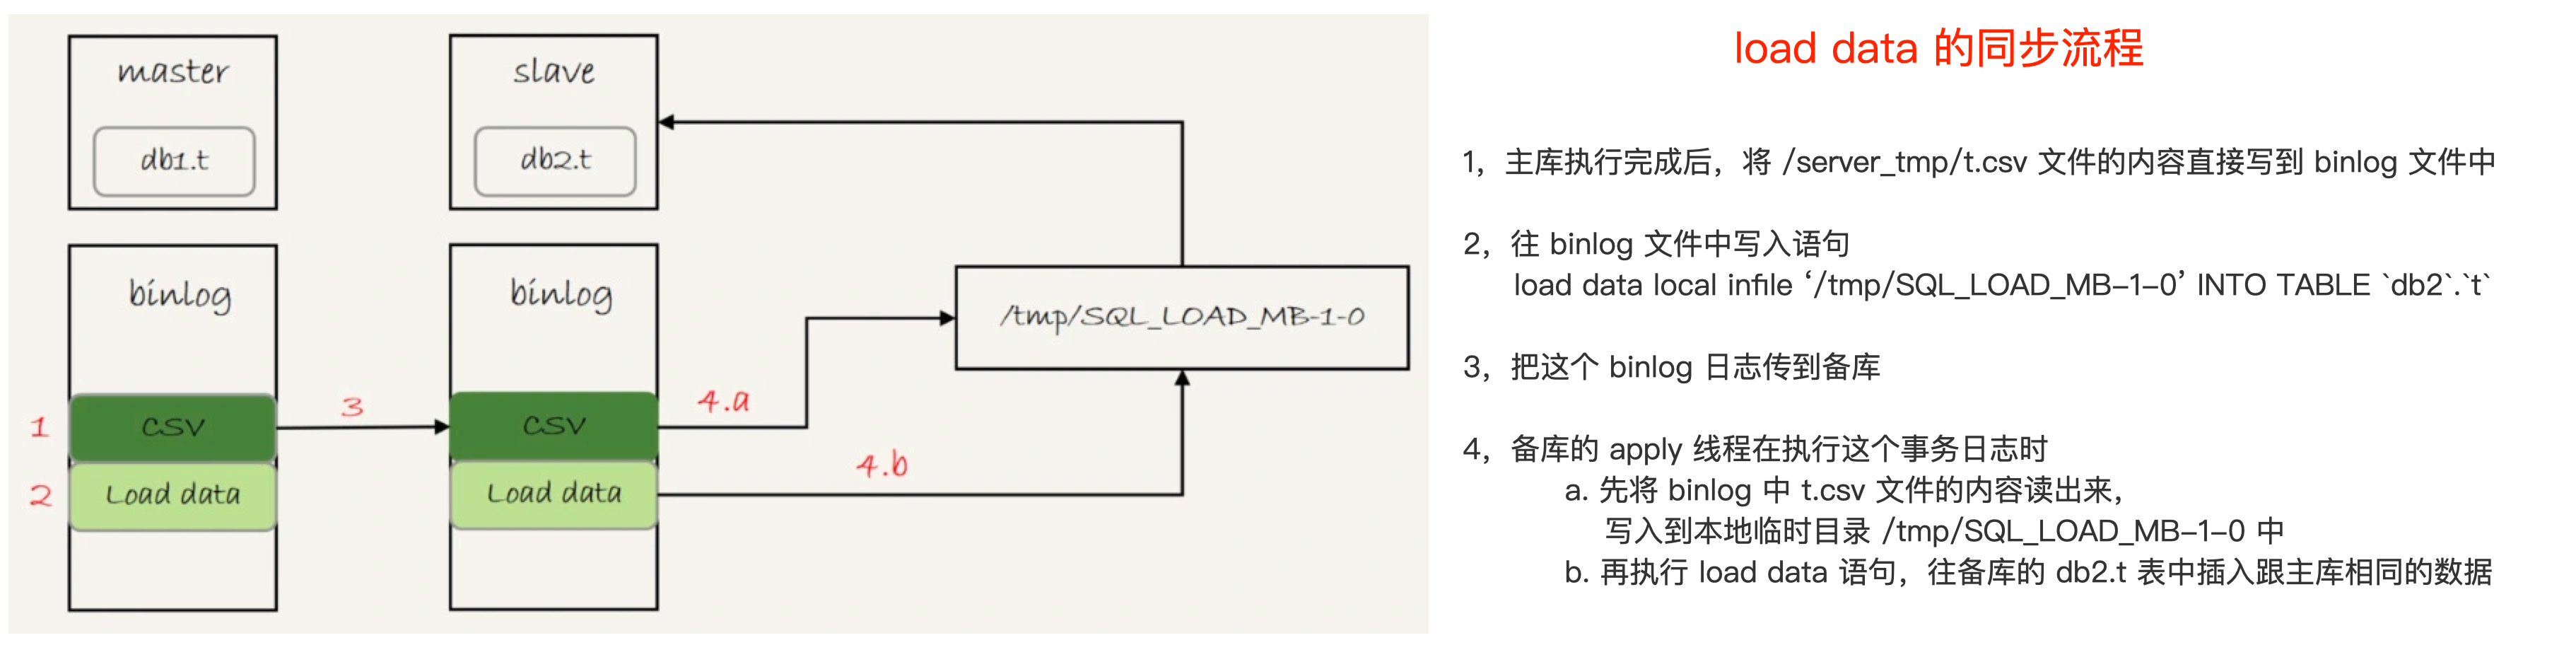 master
db1.t
slave
db2.t
binlog
binlog
/tmp/SQL_LOAD_MB-1-0
1
CSV
3
CSV
4.a
2
Load data
Load data
4.b
load data 的同步流程
1，主库执行完成后，将 /server_tmp/t.csv 文件的内容直接写到 binlog 文件中
2，往 binlog 文件中写入语句
load data local infile ‘/tmp/SQL_LOAD_MB-1-0’ INTO TABLE `db2`.`t`
3，把这个 binlog 日志传到备库
4，备库的 apply 线程在执行这个事务日志时
a. 先将 binlog 中 t.csv 文件的内容读出来，
写入到本地临时目录 /tmp/SQL_LOAD_MB-1-0 中
b. 再执行 load data 语句，往备库的 db2.t 表中插入跟主库相同的数据